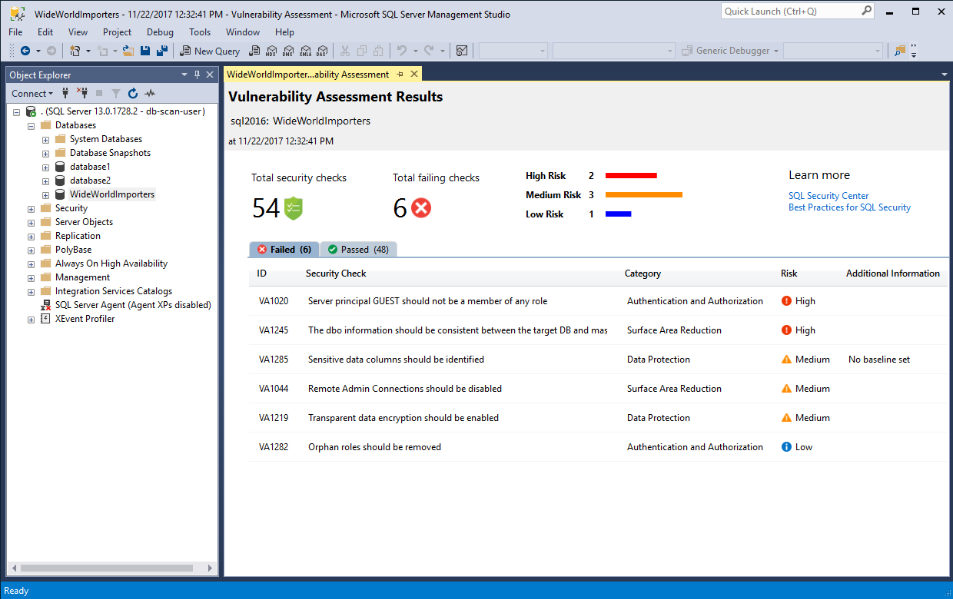 WideWorldImporters - 11/22/2017 12:32:41 PM - Vulnerability Assessment - Microsoft SQL Server Management Studio
Quick Launch (Ctrl+Q)
File Edit View Project Debug Tools Window Help
New Query
Generic Debugger
Object Explorer
Connect
. (SQL Server 13.0.1728.2 - db-scan-user)
Databases
System Databases
Database Snapshots
database1
database2
WideWorldImporters
Security
Server Objects
Replication
PolyBase
Always On High Availability
Management
Integration Services Catalogs
SQL Server Agent (Agent XPs disabled)
XEvent Profiler
WideWorldImporter...ability Assessment
Vulnerability Assessment Results
sql2016: WideWorldImporters
at 11/22/2017 12:32:41 PM
Total security checks
54
Total failing checks
6
High Risk 2
Medium Risk 3
Low Risk 1
Learn more
SQL Security Center
Best Practices for SQL Security
Failed (6) Passed (48)
ID Security Check Category Risk Additional Information
VA1020 Server principal GUEST should not be a member of any role Authentication and Authorization High
VA1245 The dbo information should be consistent between the target DB and mas Surface Area Reduction High
VA1285 Sensitive data columns should be identified Data Protection Medium No baseline set
VA1044 Remote Admin Connections should be disabled Surface Area Reduction Medium
VA1219 Transparent data encryption should be enabled Data Protection Medium
VA1282 Orphan roles should be removed Authentication and Authorization Low
Ready